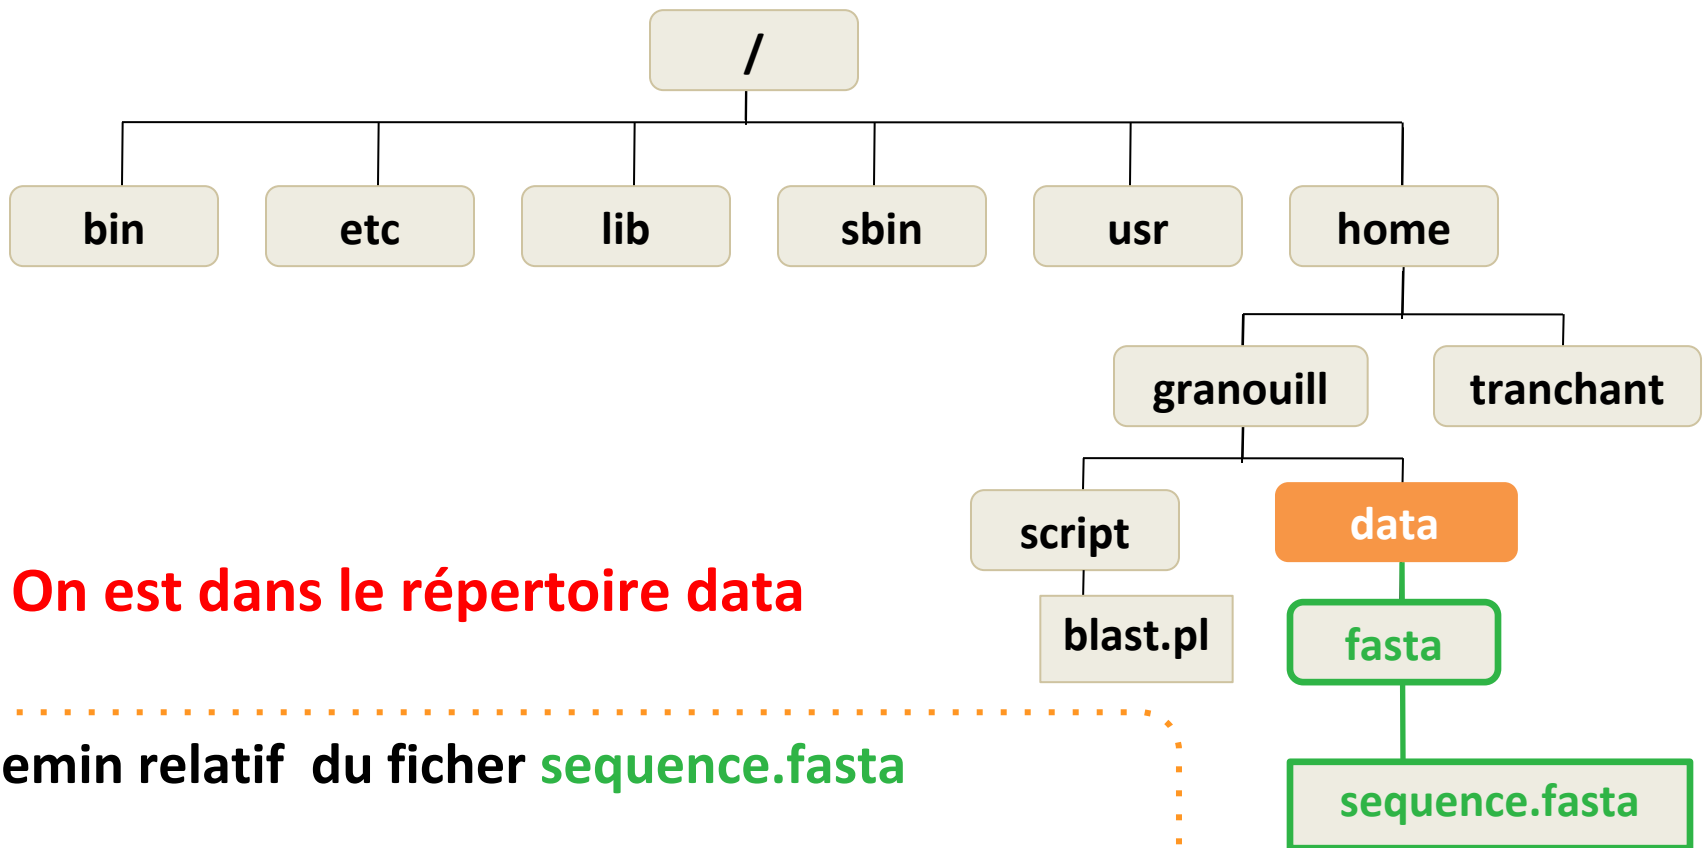 /
bin etc lib sbin usr home
granouill tranchant
script data
On est dans le répertoire data
blast.pl fasta
emin relatif du ficher sequence.fasta
sequence.fasta